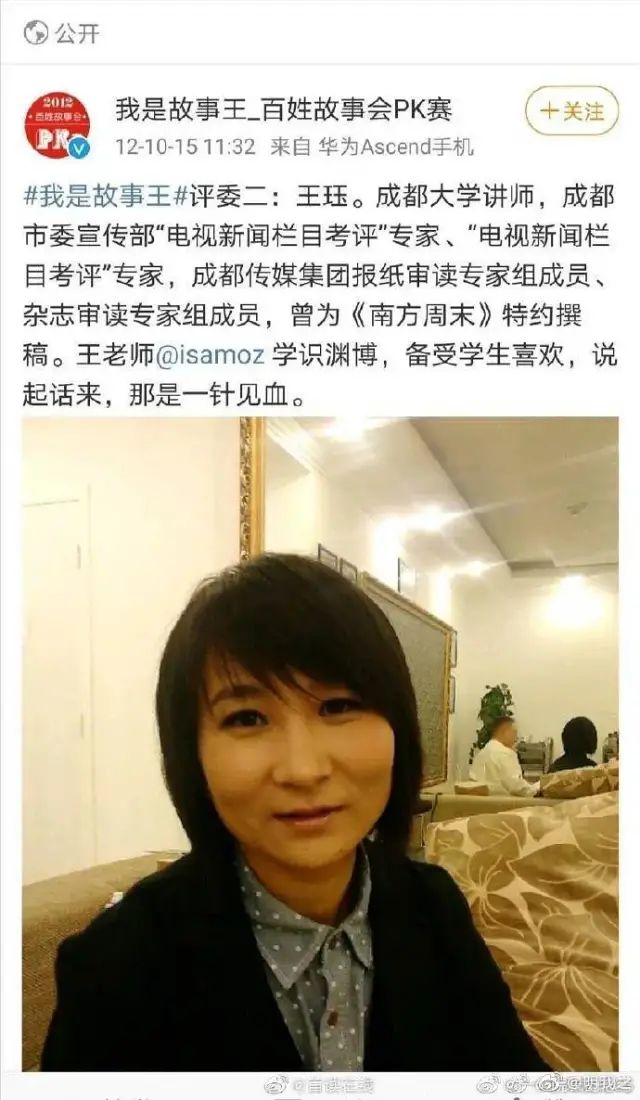 公开
2012
百姓故事会
PK
我是故事王_百姓故事会PK赛
+关注
12-10-15 11:32 来自 华为Ascend手机
#我是故事王#评委二：王珏。成都大学讲师，成都
市委宣传部“电视新闻栏目考评”专家、“电视新闻栏
目考评”专家，成都传媒集团报纸审读专家组成员、
杂志审读专家组成员，曾为《南方周末》特约撰
稿。王老师@isamoz 学识渊博，备受学生喜欢，说
起话来，那是一针见血。
@自读在线
@明我之